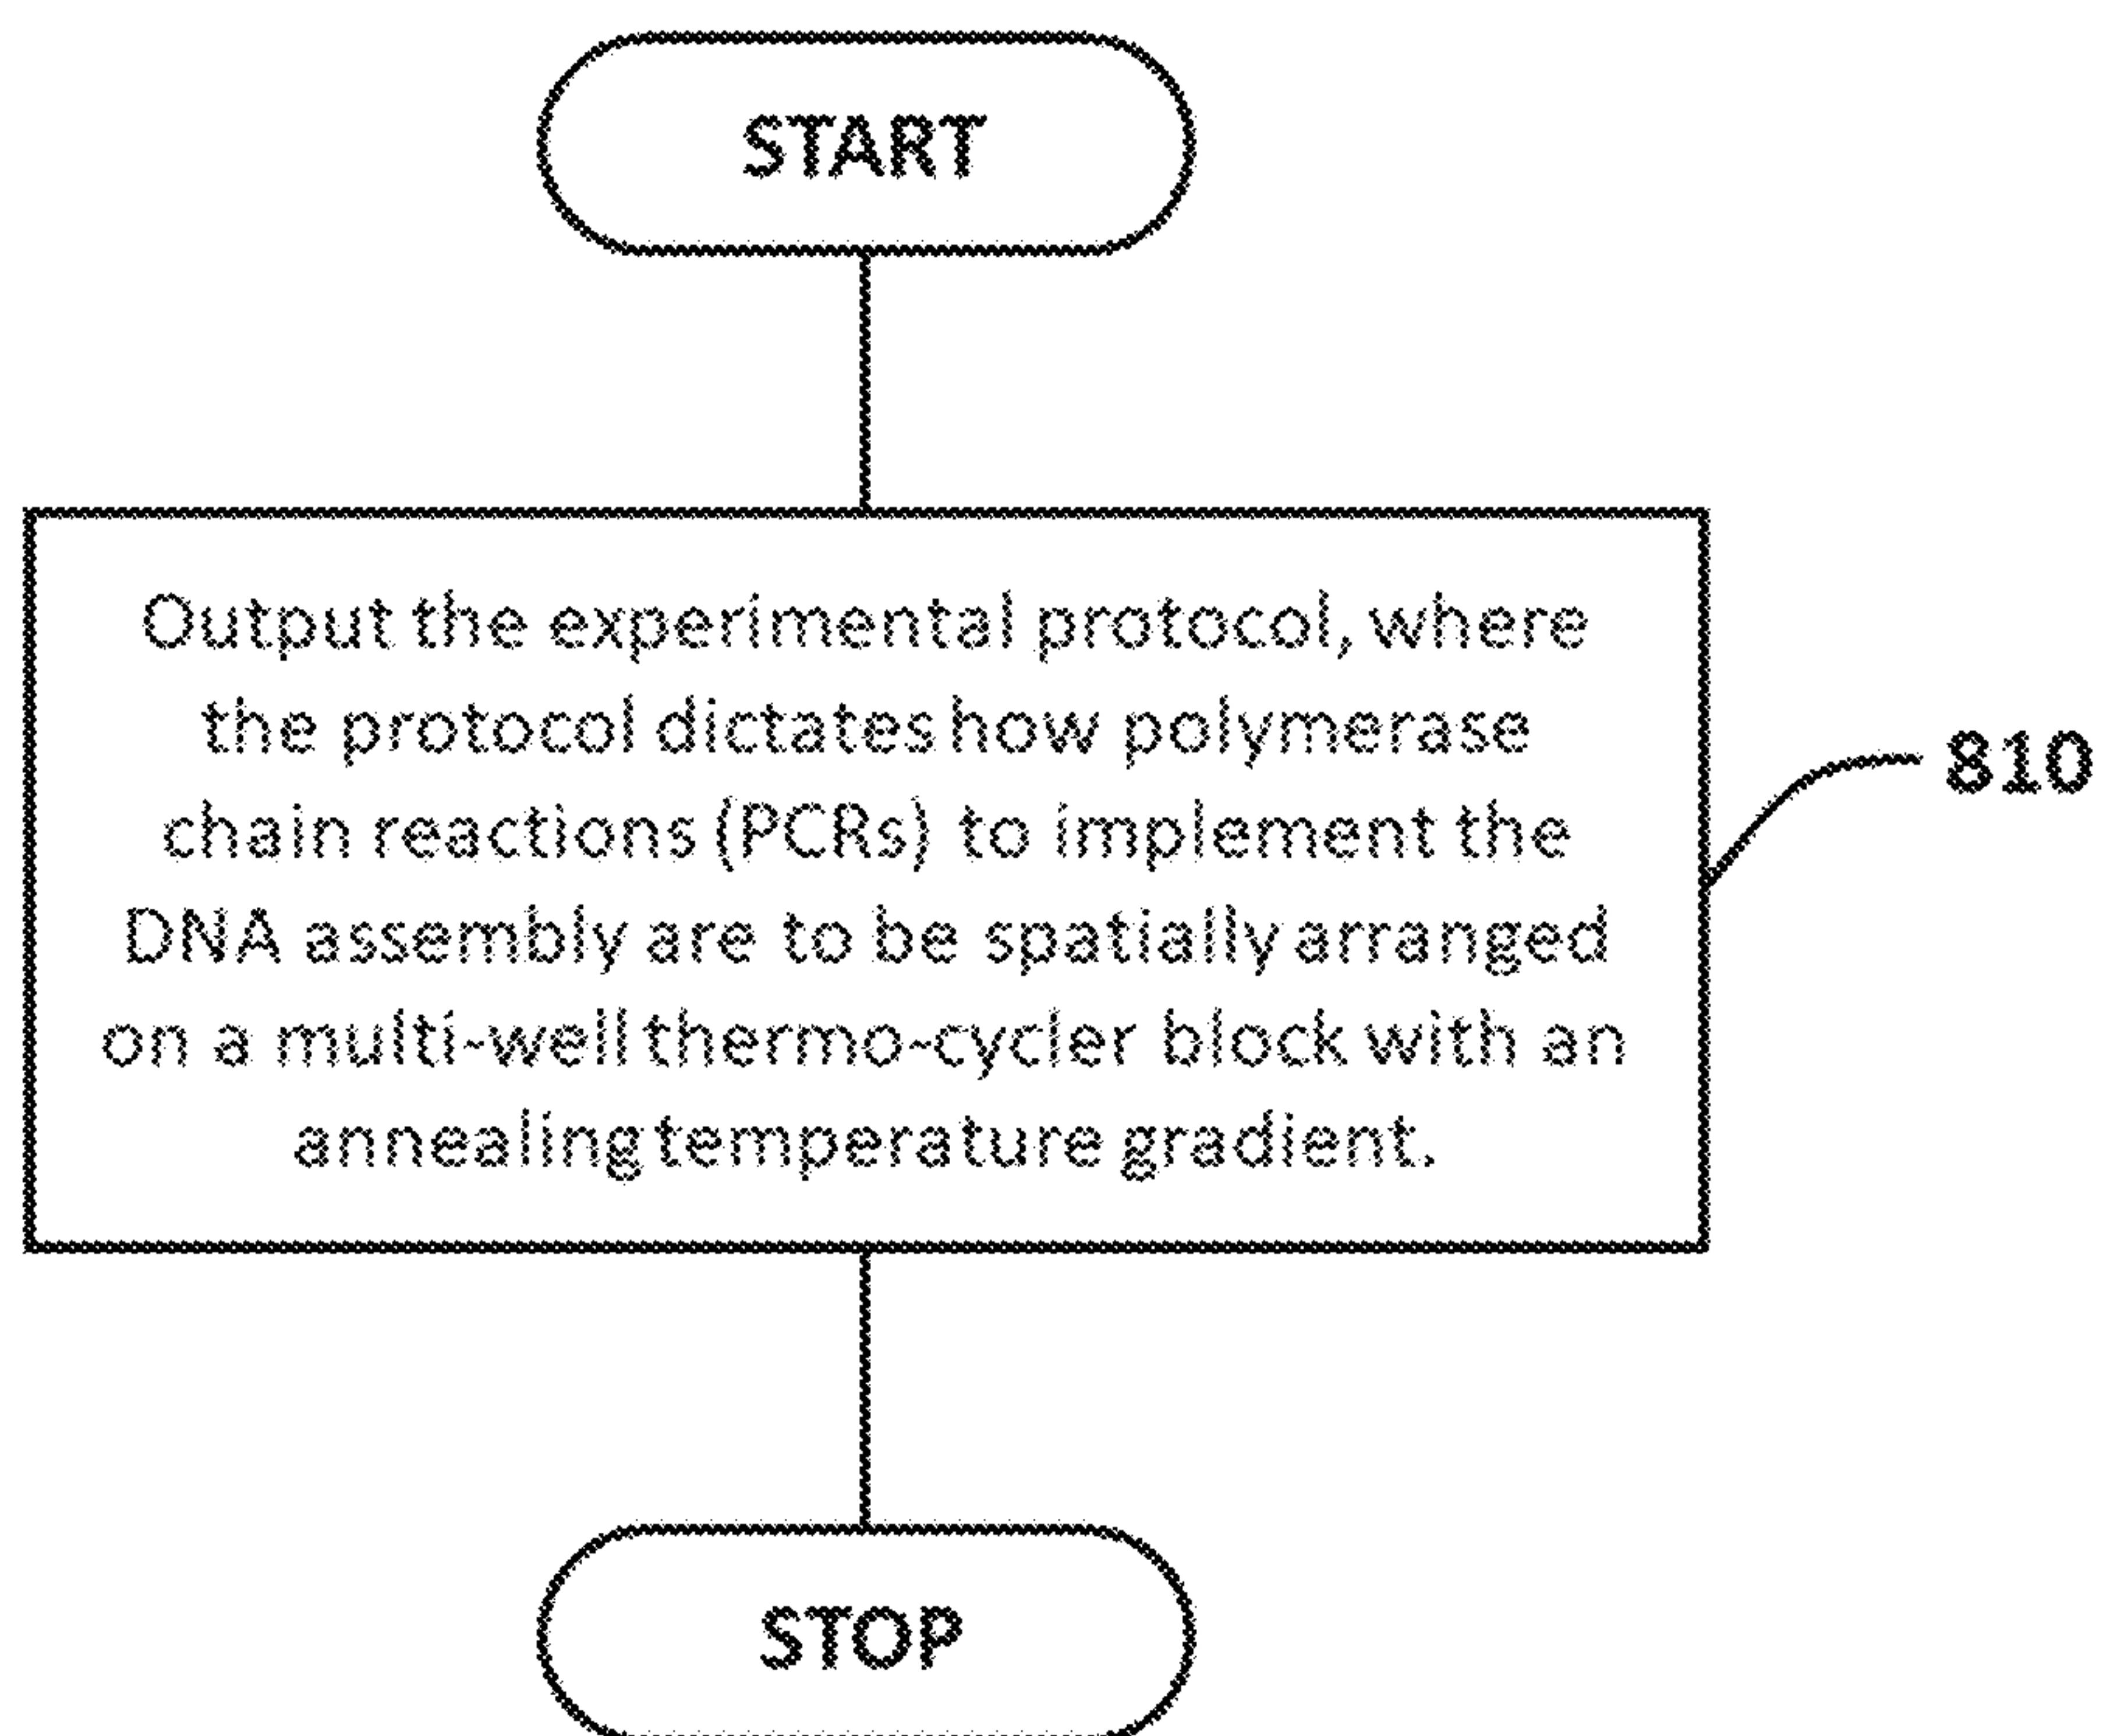 START
Output the experimental protocol, where
the protocol dictates how polymerase
chain reactions (PCRs) to implement the
DNA assembly are to be spatially arranged
on a multi-well thermo-cycler block with an
annealing temperature gradient.
810
STOP